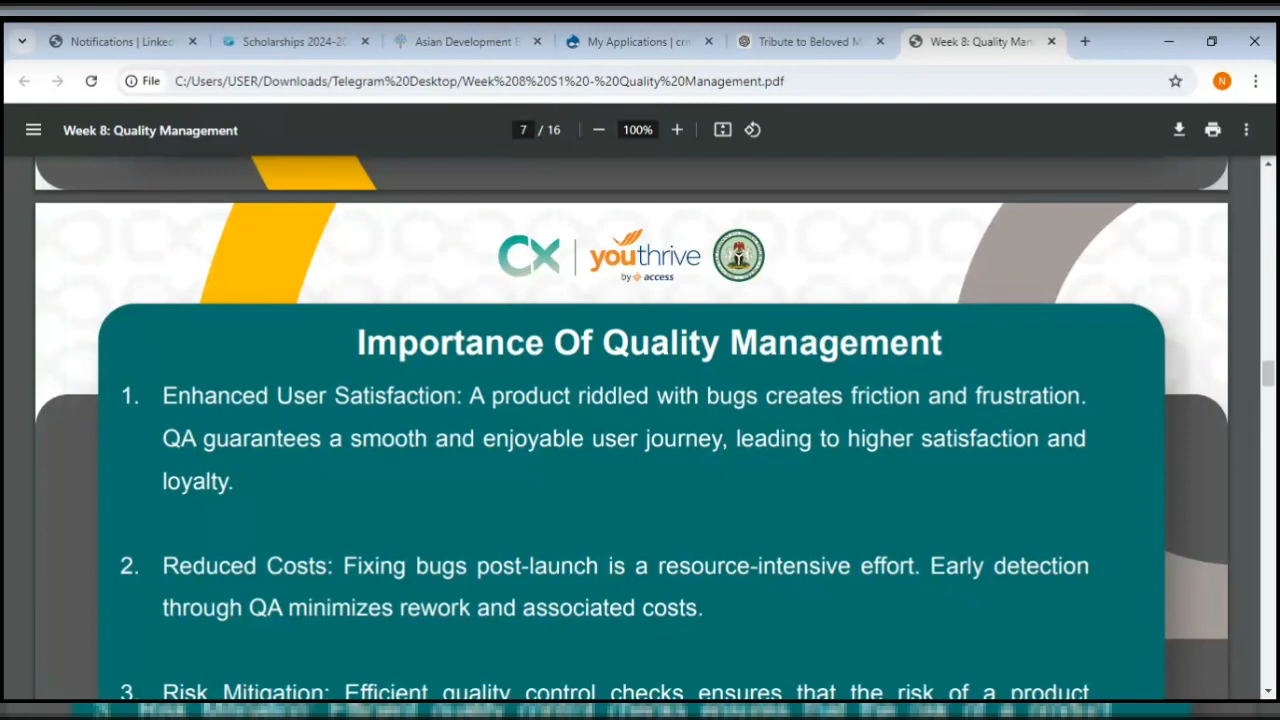 Notifications | Linke
Scholarships 2024-20
Asian Development
My Applications | crn
Tribute to Beloved M
Week 8: Quality Man
File
C:/Users/USER/Downloads/Telegram%20Desktop/Week%208%20S1%20-%20Quality%20Management.pdf
N
Week 8: Quality Management
7 / 16
100%
CX
youthrive
by access
Importance Of Quality Management
1. Enhanced User Satisfaction: A product riddled with bugs creates friction and frustration.
QA guarantees a smooth and enjoyable user journey, leading to higher satisfaction and
loyalty.
2. Reduced Costs: Fixing bugs post-launch is a resource-intensive effort. Early detection
through QA minimizes rework and associated costs.
3. Risk Mitigation: Efficient quality control checks ensures that the risk of a product